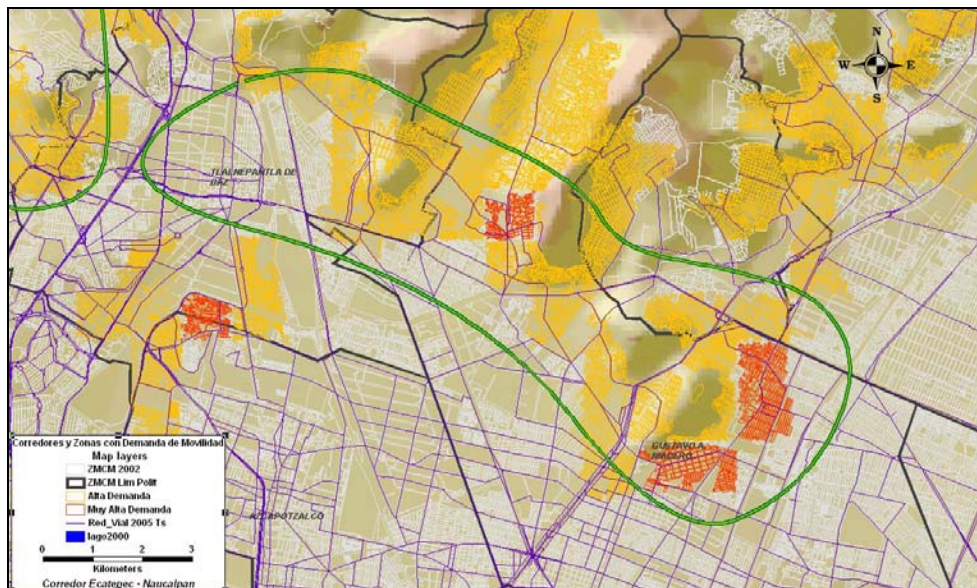 N
W E
S
TLALNEPANTLA DE
BAZ
GUSTAVO A.
MADERO
AZCAPOTZALCO
Corredores y Zonas con Demanda de Movilidad
Map layers
ZMCM 2002
ZMCM Lim Polit
Alta Demanda
Muy Alta Demanda
Red_Vial 2005 Ts
lago2000
0 1 2 3
Kilometers
Corredor Ecatepec - Naucalpan